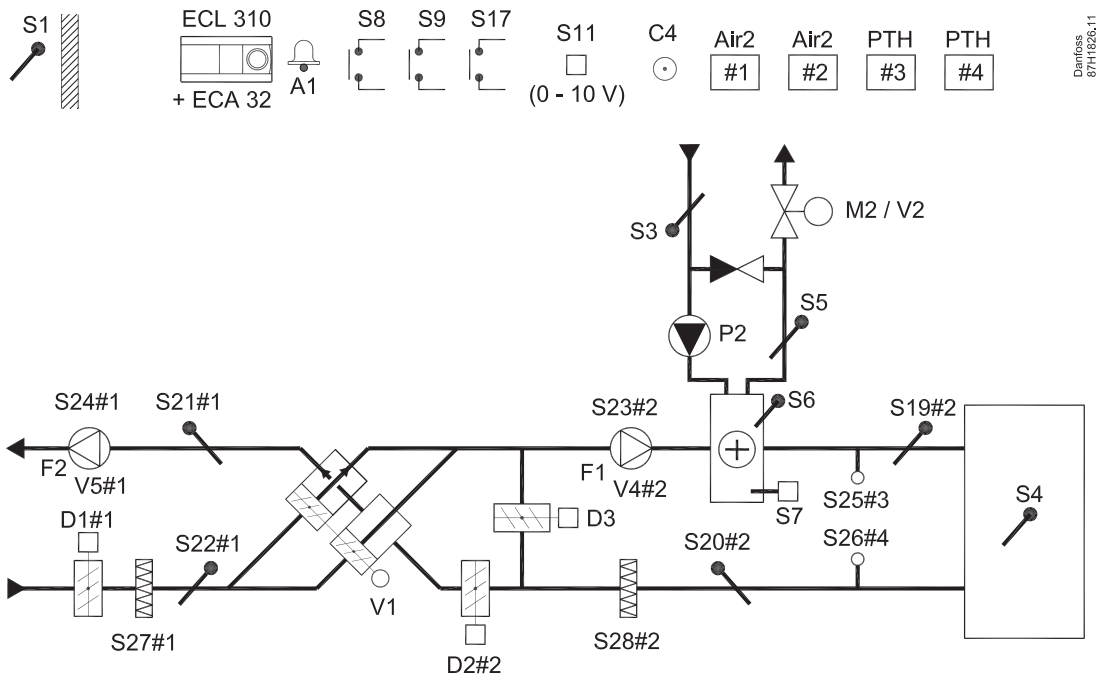 S1
ECL 310
+ ECA 32
A1
S8
S9
S17
S11
(0 - 10 V)
C4
Air2
#1
Air2
#2
PTH
#3
PTH
#4
Danfoss
87H1826.11
S3
M2 / V2
P2
S5
S24#1
S21#1
S23#2
S6
S19#2
F2
V5#1
F1
V4#2
S25#3
S7
S4
D1#1
S22#1
D3
S20#2
S26#4
V1
S27#1
D2#2
S28#2